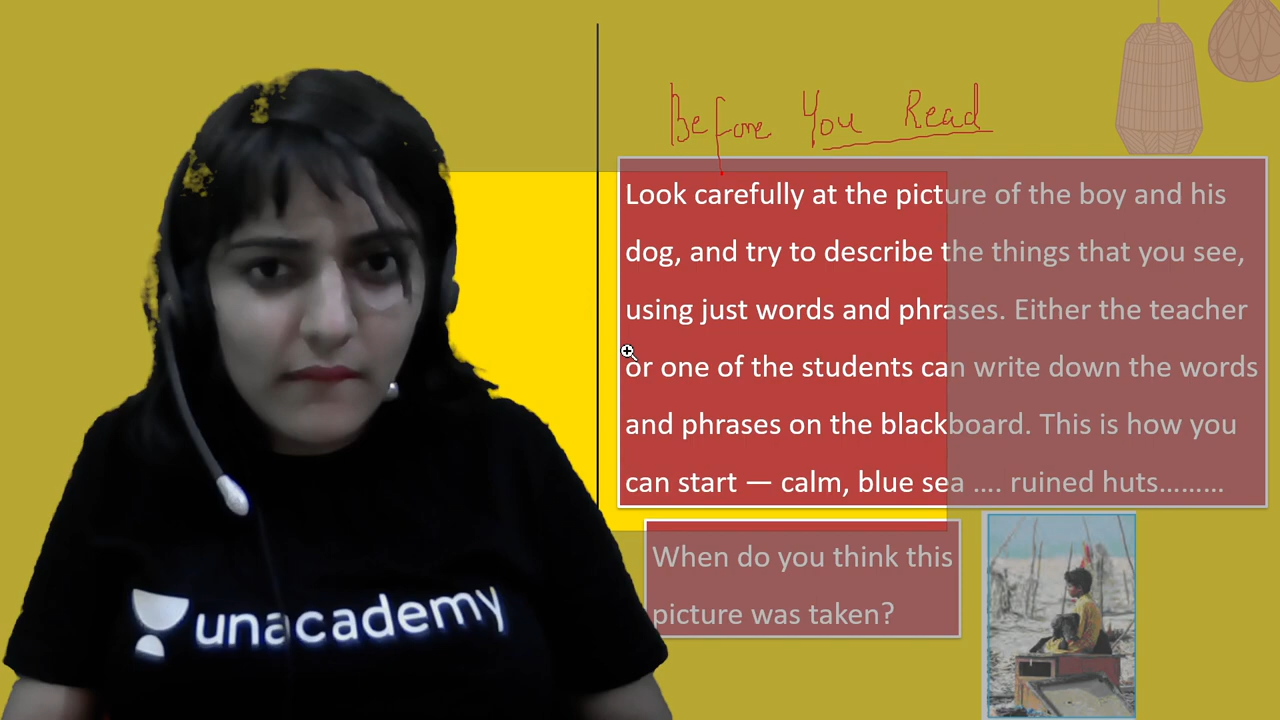 Before You Read
Look carefully at the picture of the boy and his
dog, and try to describe the things that you see,
using just words and phrases. Either the teacher
or one of the students can write down the words
and phrases on the blackboard. This is how you
can start — calm, blue sea .... ruined huts.........
When do you think this
picture was taken?
unacademy